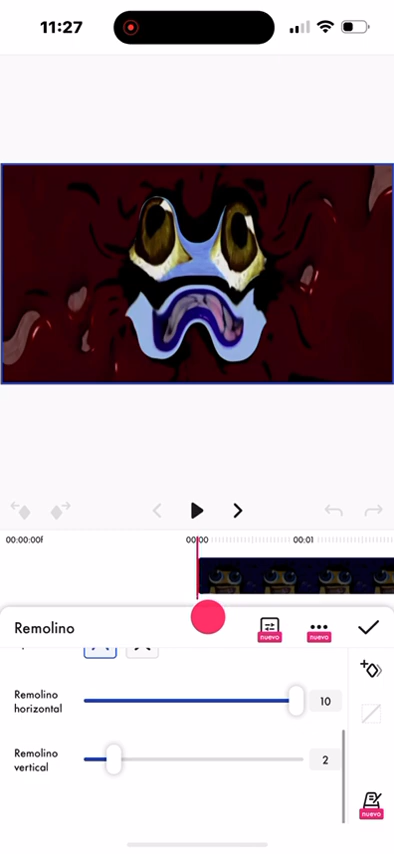 11:27
00:00:00f
00:00
00:01
Remolino
nuevo
nuevo
Remolino
horizontal
10
Remolino
vertical
2
nuevo